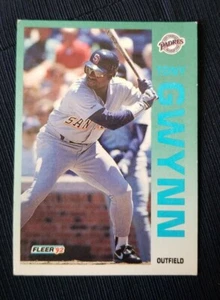 PADRES
GWYNN
SAN
FLEER '92
OUTFIELD